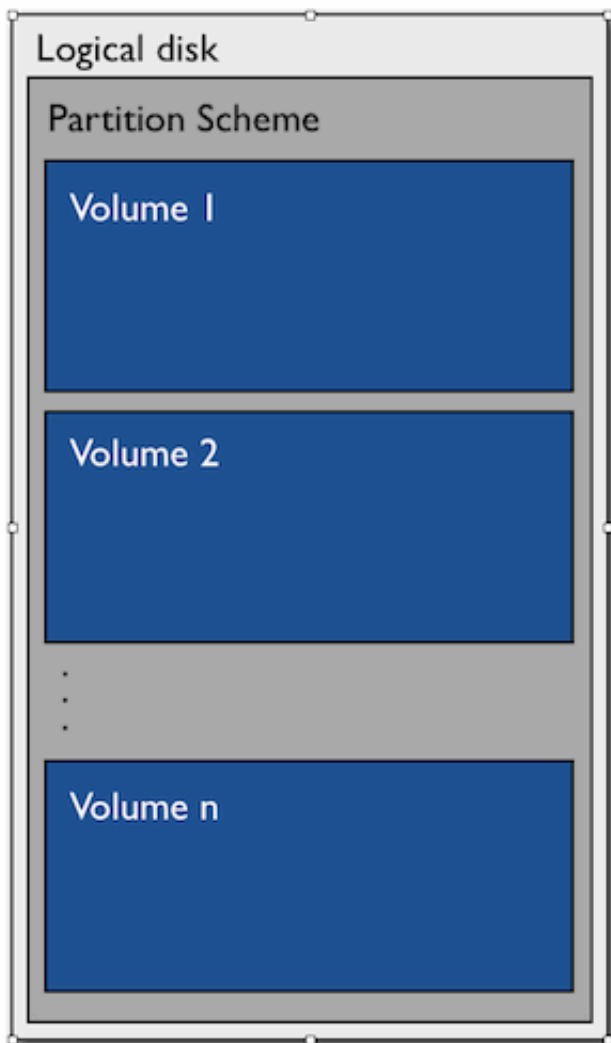 Logical disk
Partition Scheme
Volume 1
Volume 2
.
.
.
Volume n